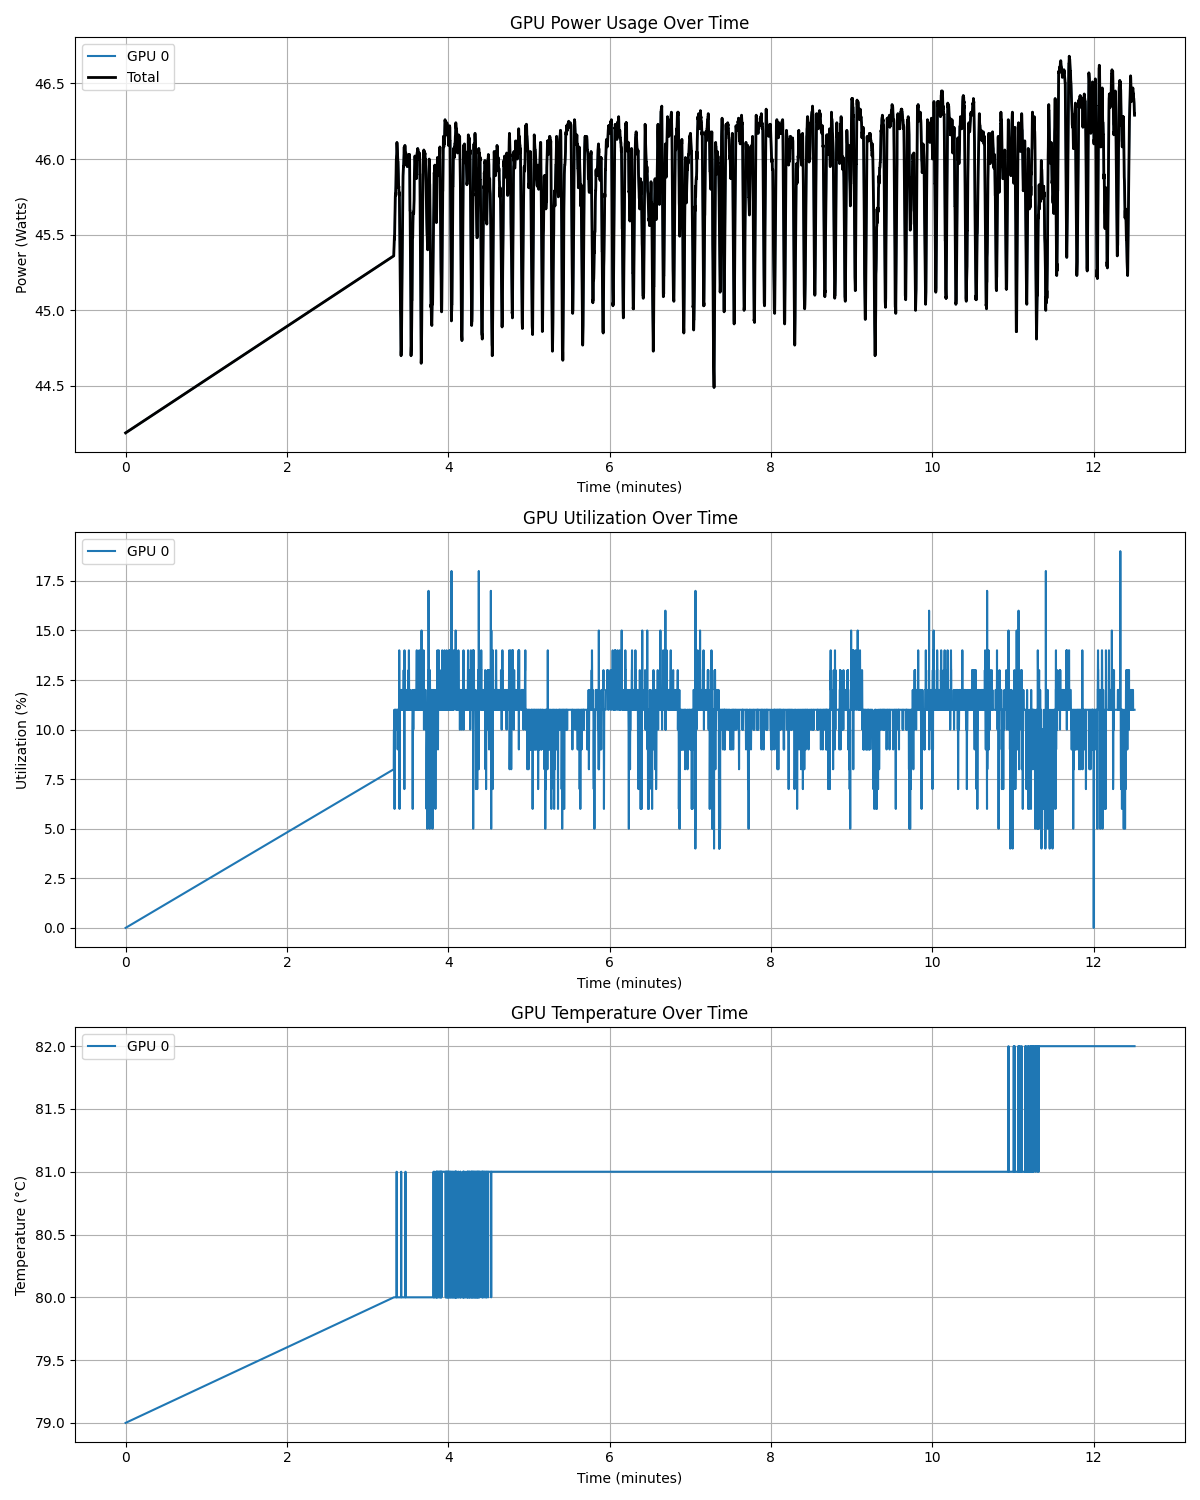 GPU Power Usage Over Time
GPU 0
Total
46.5
46.0
45.5
45.0
44.5
Power (Watts)
0 2 4 6 8 10 12
Time (minutes)
GPU Utilization Over Time
GPU 0
17.5
15.0
12.5
10.0
7.5
5.0
2.5
0.0
Utilization (%)
0 2 4 6 8 10 12
Time (minutes)
GPU Temperature Over Time
GPU 0
82.0
81.5
81.0
80.5
80.0
79.5
79.0
Temperature (°C)
0 2 4 6 8 10 12
Time (minutes)